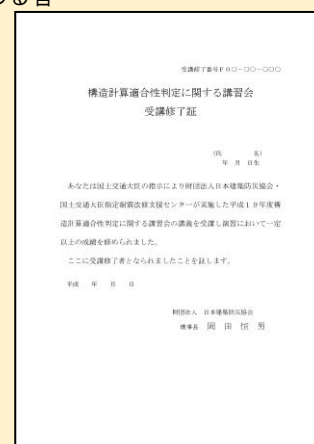 受講修了番号F00-00-000
構造計算適合性判定に関する講習会
受講修了証
(氏　　名)
年　月　日生
あなたは国土交通大臣の指示により財団法人日本建築防災協会・
国土交通大臣指定耐震改修支援センターが実施した平成19年度構
造計算適合性判定に関する講習会の講義を受講し演習において一定
以上の成績を修められました。
ここに受講修了者となられましたことを証します。
平成　年　月　日
財団法人　日本建築防災協会
理事長　岡　田　恒　男